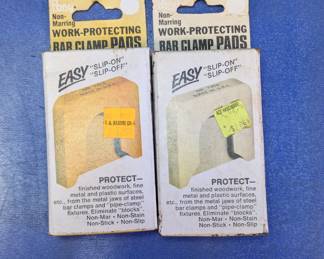 Non-
Marring
WORK-PROTECTING
BAR CLAMP PADS
EASY "SLIP-ON"
"SLIP-OFF"
PROTECT—
finished woodwork, fine
metal and plastic surfaces,
etc., from the metal jaws of steel
bar clamps and "pipe-clamp"
fixtures. Eliminate "blocks".
Non-Mar • Non-Stain
Non-Stick • Non-Slip
Non-
Marring
WORK-PROTECTING
BAR CLAMP PADS
EASY "SLIP-ON"
"SLIP-OFF"
PROTECT—
finished woodwork, fine
metal and plastic surfaces,
etc., from the metal jaws of steel
bar clamps and "pipe-clamp"
fixtures. Eliminate "blocks".
Non-Mar • Non-Stain
Non-Stick • Non-Slip